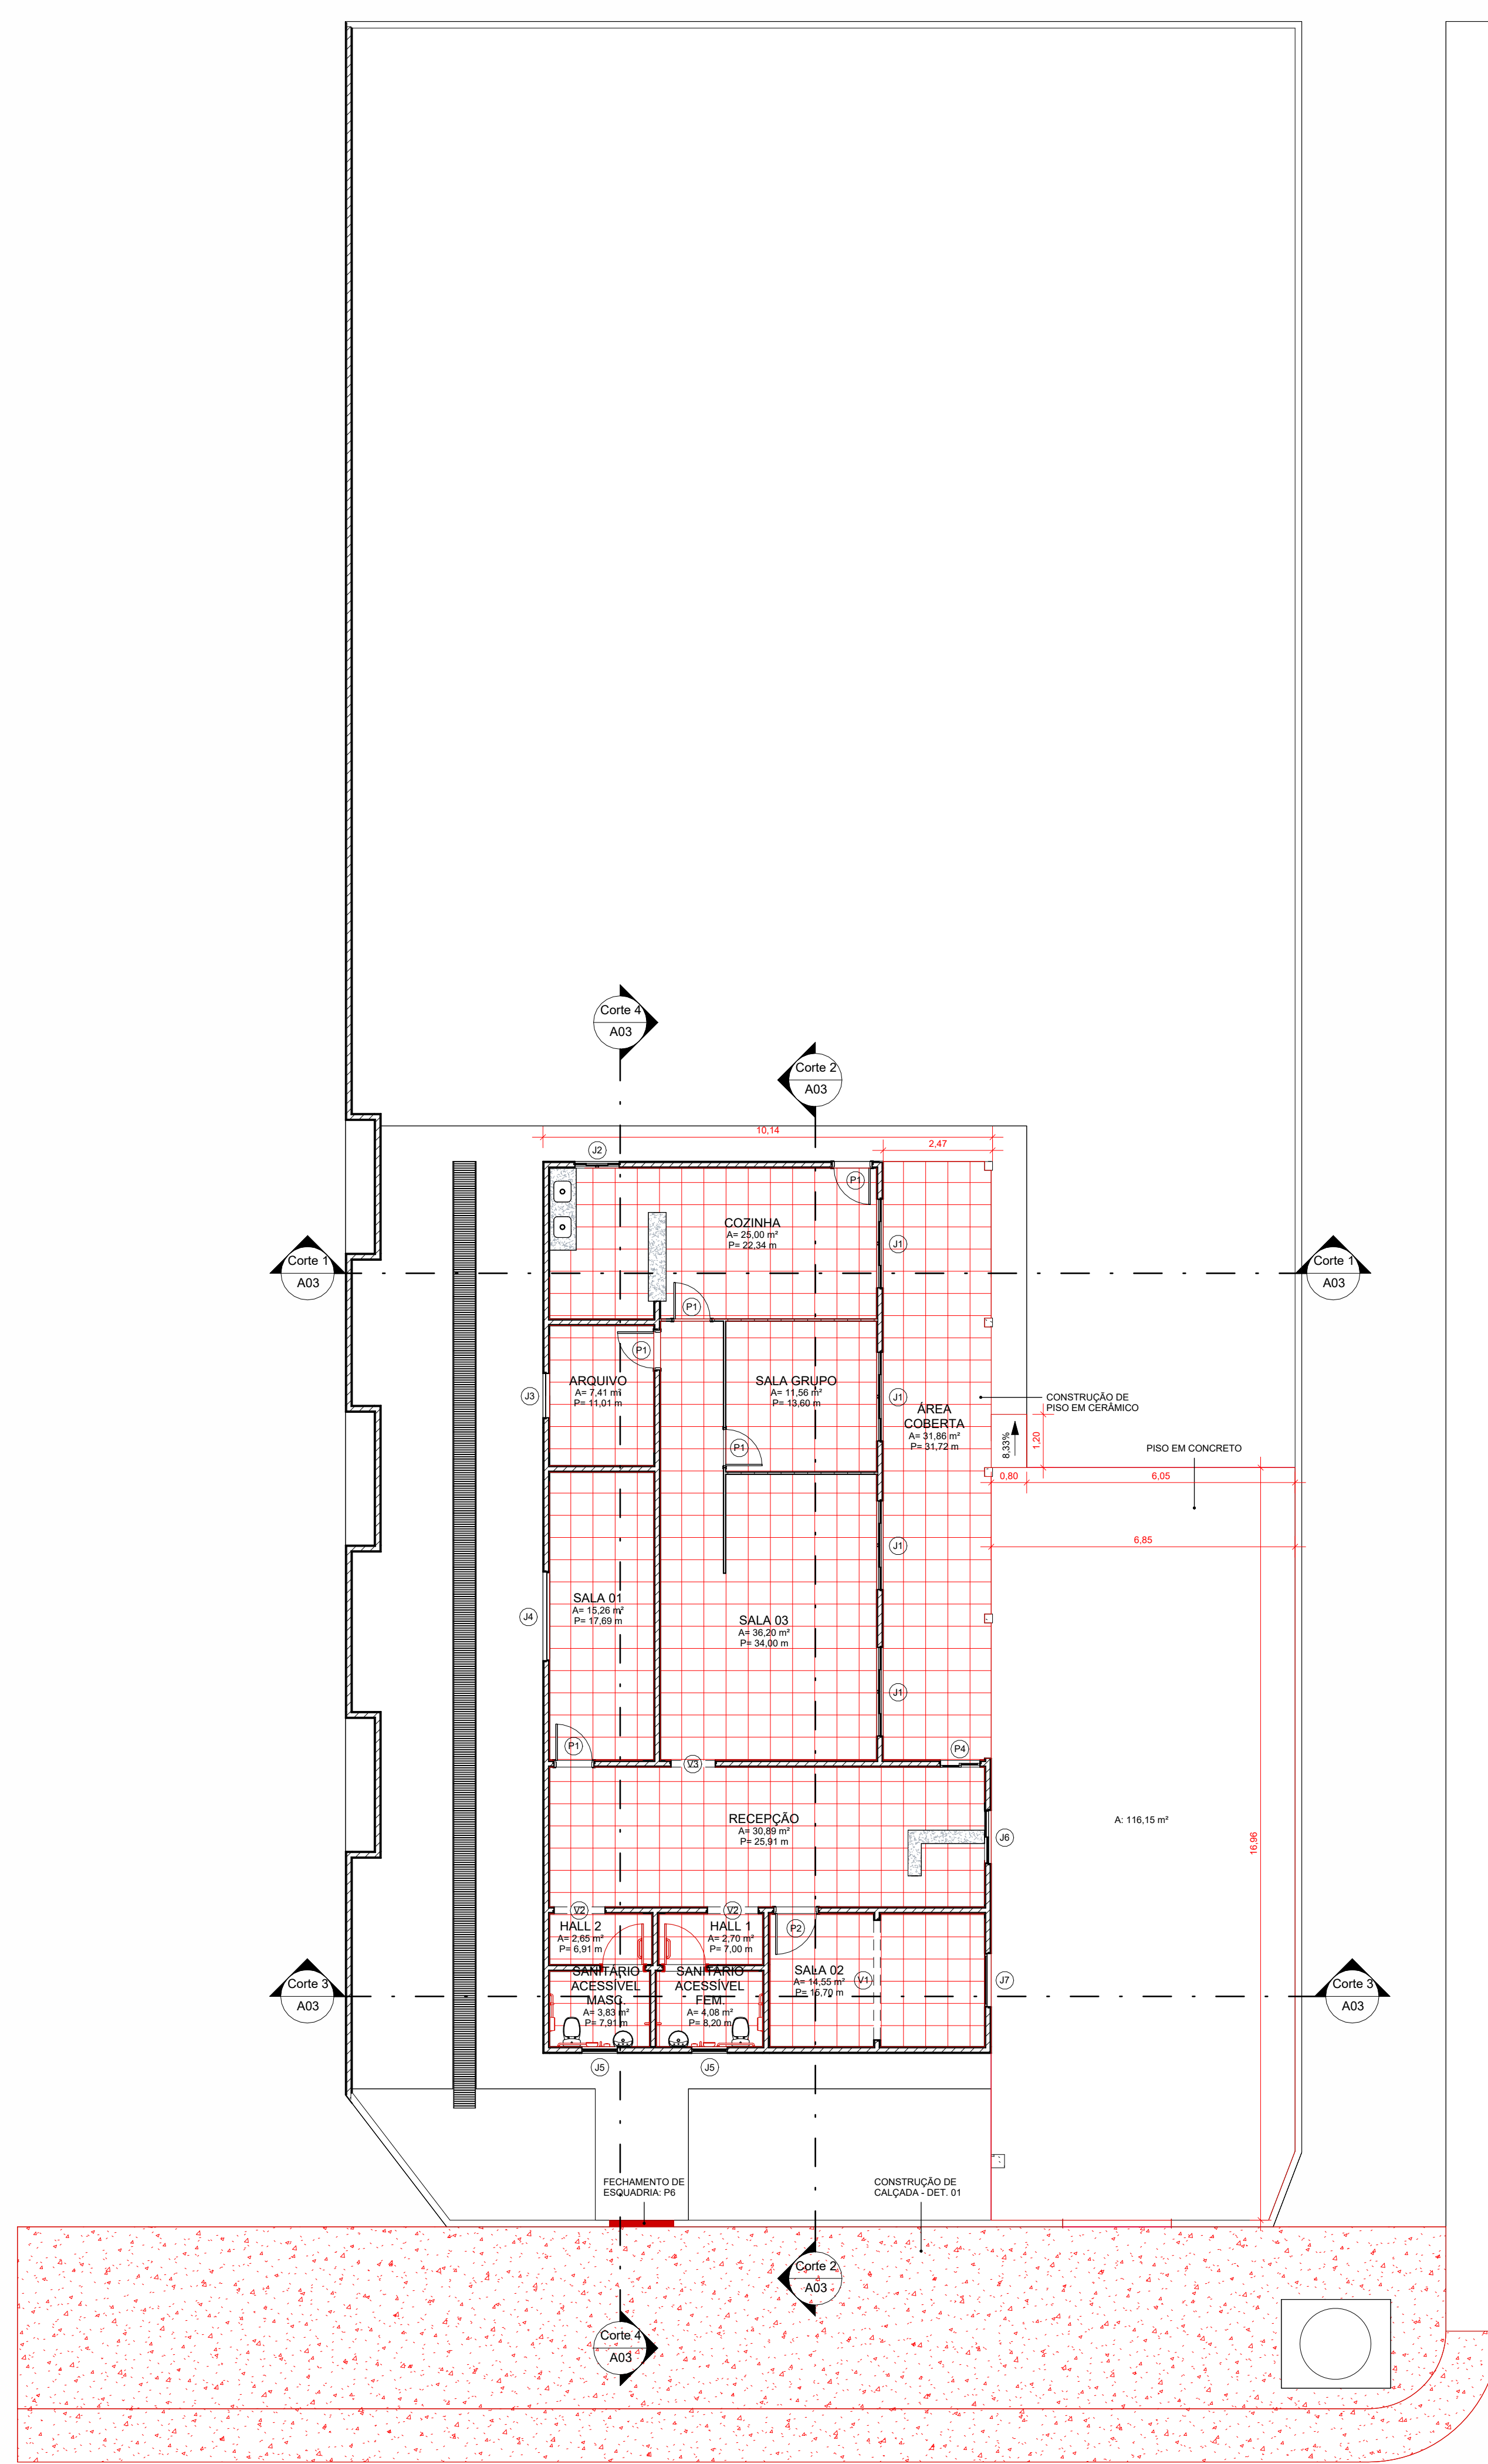 Corte 4
A03
Corte 2
A03
10,14
2,47
J2
P1
COZINHA
A= 25,00 m²
P= 22,34 m
J1
Corte 1
A03
Corte 1
A03
P1
P1
ARQUIVO
A= 7,41 m²
P= 11,01 m
J3
SALA GRUPO
A= 11,56 m²
P= 13,60 m
J1
ÁREA
COBERTA
A= 31,86 m²
P= 31,72 m
CONSTRUÇÃO DE
PISO EM CERÂMICO
8,33%
1,20
P1
PISO EM CONCRETO
0,80
6,05
6,85
J1
SALA 01
A= 15,26 m²
P= 17,69 m
J4
SALA 03
A= 36,20 m²
P= 34,00 m
J1
P1
V3
P4
RECEPÇÃO
A= 30,89 m²
P= 25,91 m
J6
A: 116,15 m²
16,96
V2
V2
HALL 2
A= 2,65 m²
P= 6,91 m
HALL 1
A= 2,70 m²
P= 7,00 m
P2
SANITÁRIO
ACESSÍVEL
MASC.
A= 3,83 m²
P= 7,91 m
SANITÁRIO
ACESSÍVEL
FEM.
A= 4,08 m²
P= 8,20 m
SALA 02
A= 14,55 m²
P= 15,70 m
V1
J7
Corte 3
A03
Corte 3
A03
J5
J5
FECHAMENTO DE
ESQUADRIA: P6
CONSTRUÇÃO DE
CALÇADA - DET. 01
Corte 2
A03
Corte 4
A03